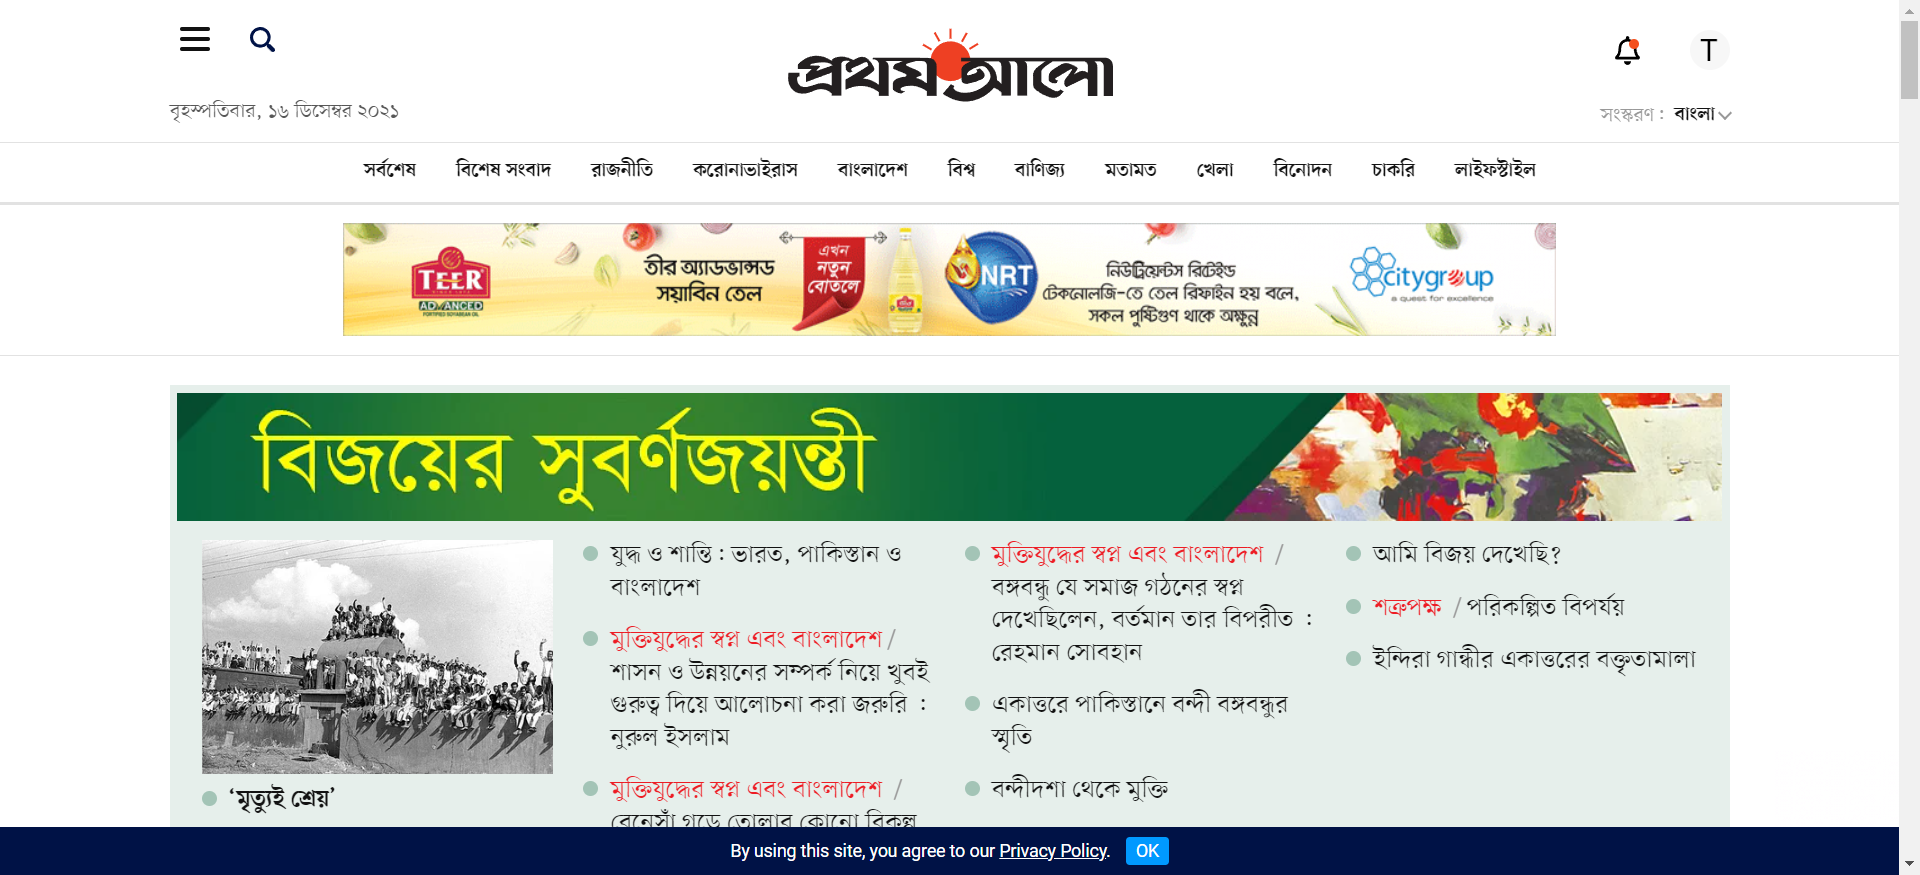 প্রথম আলো
T
বৃহস্পতিবার, ১৬ ডিসেম্বর ২০২১
সংস্করণ : বাংলা
সর্বশেষ বিশেষ সংবাদ রাজনীতি করোনাভাইরাস বাংলাদেশ বিশ্ব বাণিজ্য মতামত খেলা বিনোদন চাকরি লাইফস্টাইল
TEER
ADVANCED
FORTIFIED SOYABEAN OIL
তীর অ্যাডভান্সড
সয়াবিন তেল
এখন
নতুন
বোতলে
NRT
নিউট্রিয়েন্টস রিটেইন্ড
টেকনোলজি-তে তেল রিফাইন হয় বলে,
সকল পুষ্টিগুণ থাকে অক্ষুন্ন
citygroup
a quest for excellence
বিজয়ের সুবর্ণজয়ন্তী
‘মৃত্যুই শ্রেয়’
যুদ্ধ ও শান্তি : ভারত, পাকিস্তান ও
বাংলাদেশ
মুক্তিযুদ্ধের স্বপ্ন এবং বাংলাদেশ /
শাসন ও উন্নয়নের সম্পর্ক নিয়ে খুবই
গুরুত্ব দিয়ে আলোচনা করা জরুরি :
নুরুল ইসলাম
মুক্তিযুদ্ধের স্বপ্ন এবং বাংলাদেশ /
রেনেসাঁ গড়ে তোলার কোনো বিকল্প
মুক্তিযুদ্ধের স্বপ্ন এবং বাংলাদেশ /
বঙ্গবন্ধু যে সমাজ গঠনের স্বপ্ন
দেখেছিলেন, বর্তমান তার বিপরীত :
রেহমান সোবহান
একাত্তরে পাকিস্তানে বন্দী বঙ্গবন্ধুর
স্মৃতি
বন্দীদশা থেকে মুক্তি
আমি বিজয় দেখেছি?
শত্রুপক্ষ / পরিকল্পিত বিপর্যয়
ইন্দিরা গান্ধীর একাত্তরের বক্তৃতামালা
By using this site, you agree to our Privacy Policy. OK